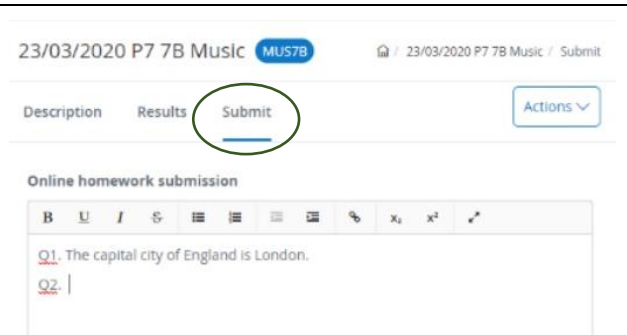 23/03/2020 P7 7B Music MUS7B / 23/03/2020 P7 7B Music / Submit
Description Results Submit Actions
Online homework submission
B U I S x₂ x²
Q1. The capital city of England is London.
Q2.